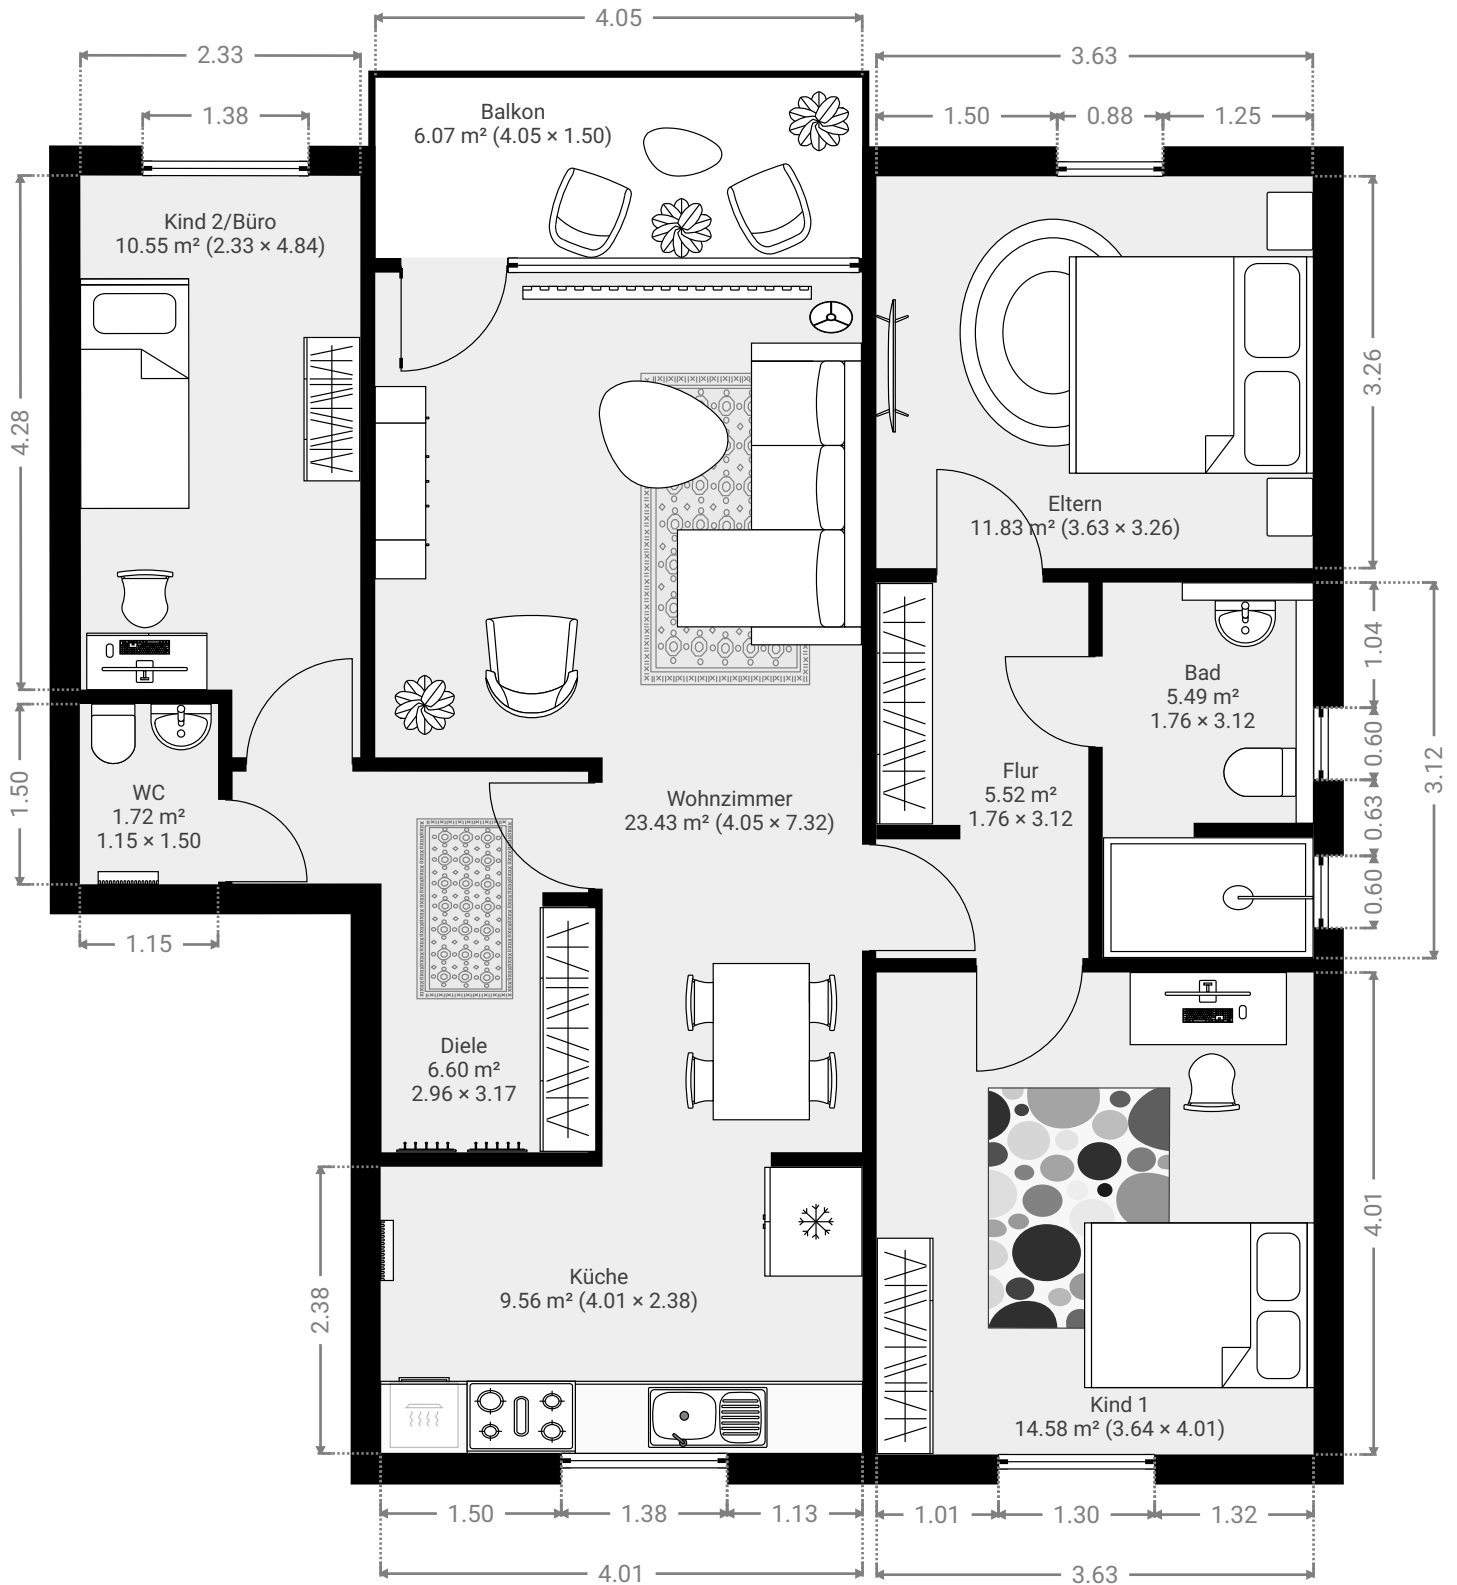 4.05
2.33
3.63
1.38
1.50
0.88
1.25
Balkon
6.07 m² (4.05 × 1.50)
Kind 2/Büro
10.55 m² (2.33 × 4.84)
4.28
3.26
Eltern
11.83 m² (3.63 × 3.26)
1.04
Bad
5.49 m²
1.76 × 3.12
0.60
3.12
0.63
0.60
Flur
5.52 m²
1.76 × 3.12
Wohnzimmer
23.43 m² (4.05 × 7.32)
WC
1.72 m²
1.15 × 1.50
1.50
1.15
Diele
6.60 m²
2.96 × 3.17
4.01
2.38
Küche
9.56 m² (4.01 × 2.38)
Kind 1
14.58 m² (3.64 × 4.01)
1.50
1.38
1.13
1.01
1.30
1.32
4.01
3.63